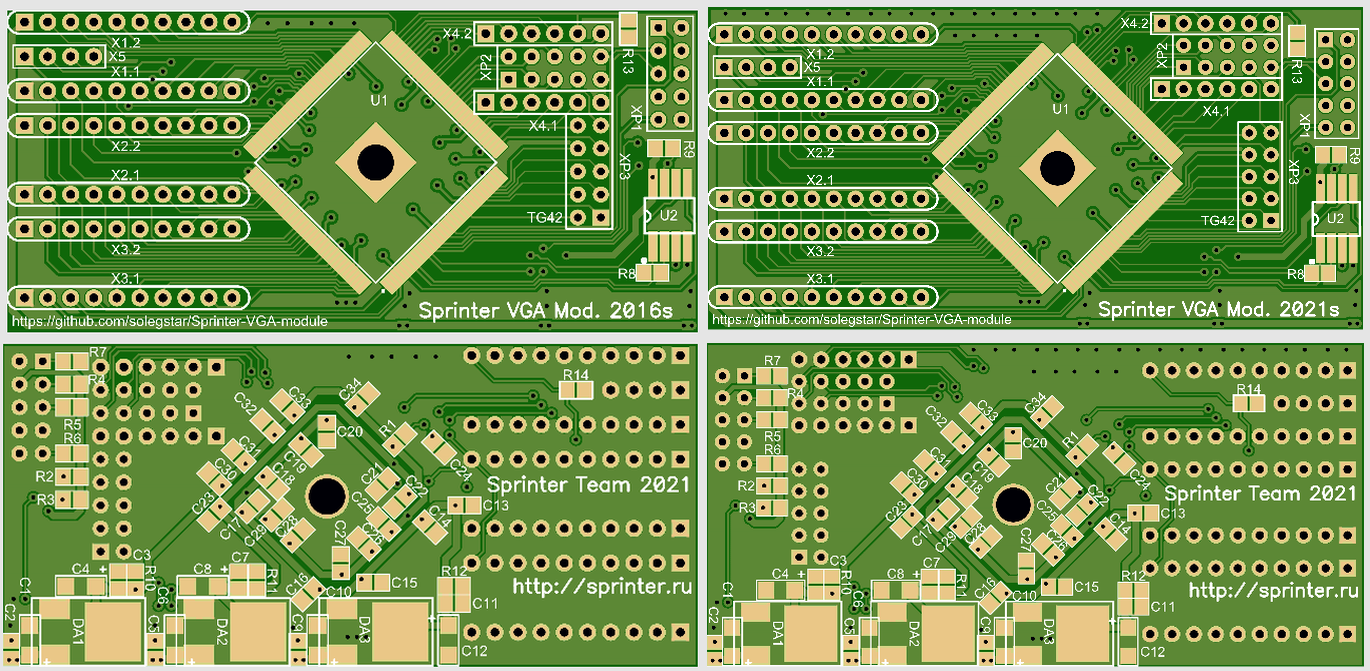 X1.2
X5
X1.1
X2.2
X2.1
X3.2
X3.1
U1
X4.2
XP2
X4.1
R13
XP1
R9
XP3
TG42
U2
R8
Sprinter VGA Mod. 2016s
https://github.com/solegstar/Sprinter-VGA-module
X1.2
X5
X1.1
X2.2
X2.1
X3.2
X3.1
U1
X4.2
XP2
X4.1
R13
XP1
R9
XP3
TG42
U2
R8
Sprinter VGA Mod. 2021s
https://github.com/solegstar/Sprinter-VGA-module
R7
R4
R5
R6
R2
R3
C34
C33
C32
C31
C30
C23
C20
C19
C18
C17
C29
C28
C27
C26
C25
C21
C22
R1
C24
C14
C13
R14
Sprinter Team 2021
http://sprinter.ru
C1
C2
C4
+
C3
R10
C6
C5
C8
C7
R11
C9
C16
C10
C15
R12
C11
C12
DA1
DA2
DA3
R7
R4
R5
R6
R2
R3
C34
C33
C32
C31
C30
C23
C20
C19
C18
C17
C29
C28
C27
C26
C25
C21
C22
R1
C24
C14
C13
R14
Sprinter Team 2021
http://sprinter.ru
C1
C2
C4
+
C3
R10
C6
C5
C8
C7
R11
C9
C16
C10
C15
R12
C11
C12
DA1
DA2
DA3